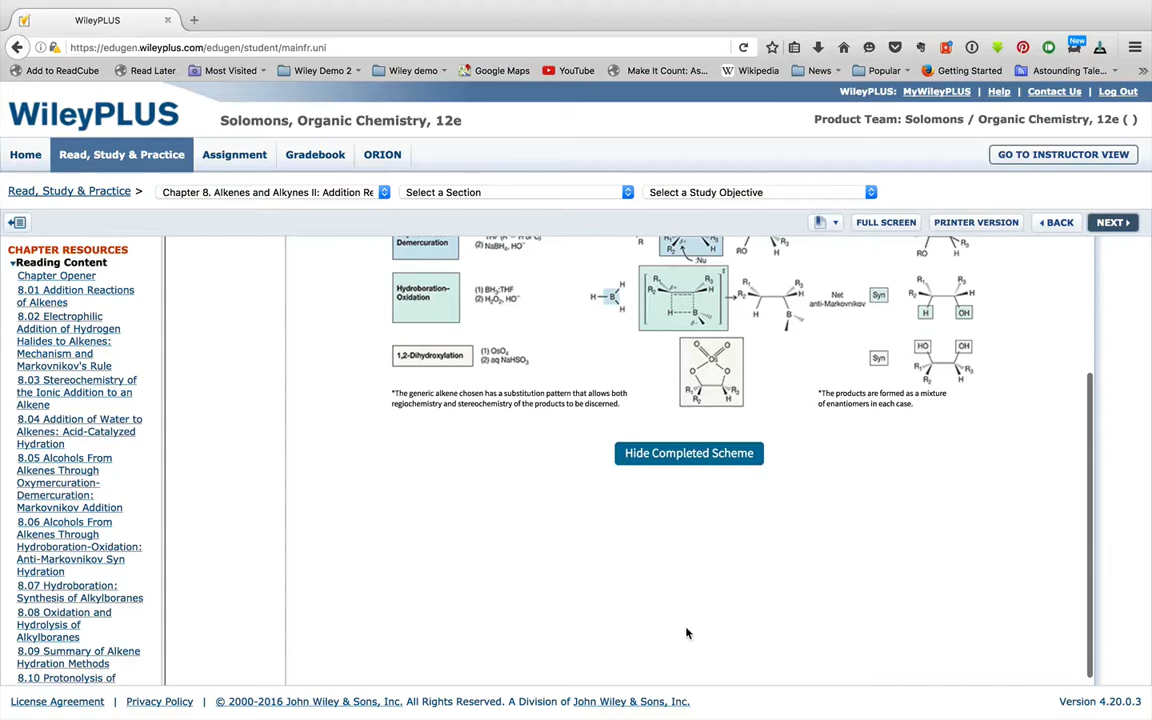 WileyPLUS
https://edugen.wileyplus.com/edugen/student/mainfr.uni
New
Add to ReadCube
Read Later
Most Visited
Wiley Demo 2
Wiley demo
Google Maps
YouTube
Make It Count: As...
Wikipedia
News
Popular
Getting Started
Astounding Tale...
WileyPLUS: MyWileyPLUS | Help | Contact Us | Log Out
WileyPLUS
Solomons, Organic Chemistry, 12e
Product Team: Solomons / Organic Chemistry, 12e ( )
Home
Read, Study & Practice
Assignment
Gradebook
ORION
GO TO INSTRUCTOR VIEW
Read, Study & Practice >
Chapter 8. Alkenes and Alkynes II: Addition Re
Select a Section
Select a Study Objective
FULL SCREEN
PRINTER VERSION
BACK
NEXT
CHAPTER RESOURCES
Reading Content
Chapter Opener
8.01 Addition Reactions
of Alkenes
8.02 Electrophilic
Addition of Hydrogen
Halides to Alkenes:
Mechanism and
Markovnikov's Rule
8.03 Stereochemistry of
the Ionic Addition to an
Alkene
8.04 Addition of Water to
Alkenes: Acid-Catalyzed
Hydration
8.05 Alcohols From
Alkenes Through
Oxymercuration-
Demercuration:
Markovnikov Addition
8.06 Alcohols From
Alkenes Through
Hydroboration-Oxidation:
Anti-Markovnikov Syn
Hydration
8.07 Hydroboration:
Synthesis of Alkylboranes
8.08 Oxidation and
Hydrolysis of
Alkylboranes
8.09 Summary of Alkene
Hydration Methods
8.10 Protonolysis of
Demercuration
(2) NaBH₄, HO⁻
:Nu
RO
RO
Hydroboration-
Oxidation
(1) BH₃:THF
(2) H₂O₂, HO⁻
Net
anti-Markovnikov
Syn
H
OH
1,2-Dihydroxylation
(1) OsO₄
(2) aq NaHSO₃
Syn
HO
OH
*The generic alkene chosen has a substitution pattern that allows both
regiochemistry and stereochemistry of the products to be discerned.
*The products are formed as a mixture
of enantiomers in each case.
Hide Completed Scheme
License Agreement | Privacy Policy | © 2000-2016 John Wiley & Sons, Inc. All Rights Reserved. A Division of John Wiley & Sons, Inc.
Version 4.20.0.3